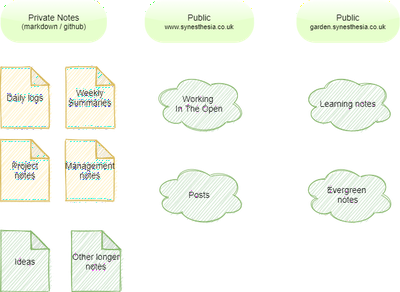 Private Notes
(markdown / github)
Public
www.synesthesia.co.uk
Public
garden.synesthesia.co.uk
Daily logs
Weekly
Summaries
Working
In The Open
Learning notes
Project
notes
Management
notes
Posts
Evergreen
notes
Ideas
Other longer
notes